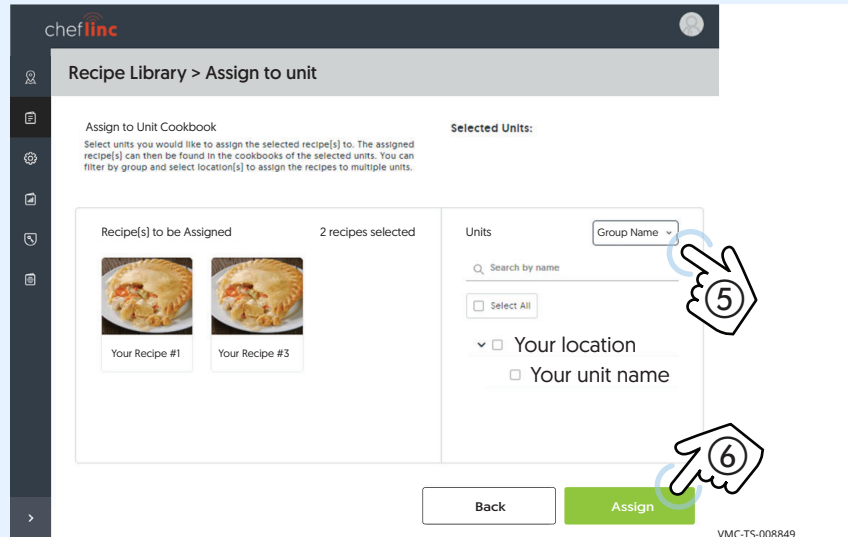 cheflinc
Recipe Library > Assign to unit
Assign to Unit Cookbook
Select units you would like to assign the selected
recipe[s] to. The assigned
recipe[s] can then be found in the cookbooks of the selected units. You can
filter by group and select location[s] to assign the recipes to multiple units.
Selected Units:
Recipe[s] to be Assigned
2 recipes selected
Your Recipe #1
Your Recipe #3
Units
Group Name
Search by name
Select All
Your location
Your unit name
5
6
Back
Assign
VMC-TS-008849